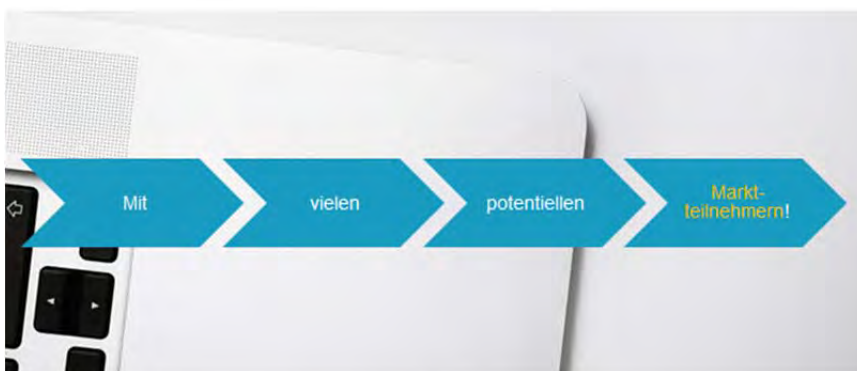 Mit
vielen
potentiellen
Markt-
teilnehmern!